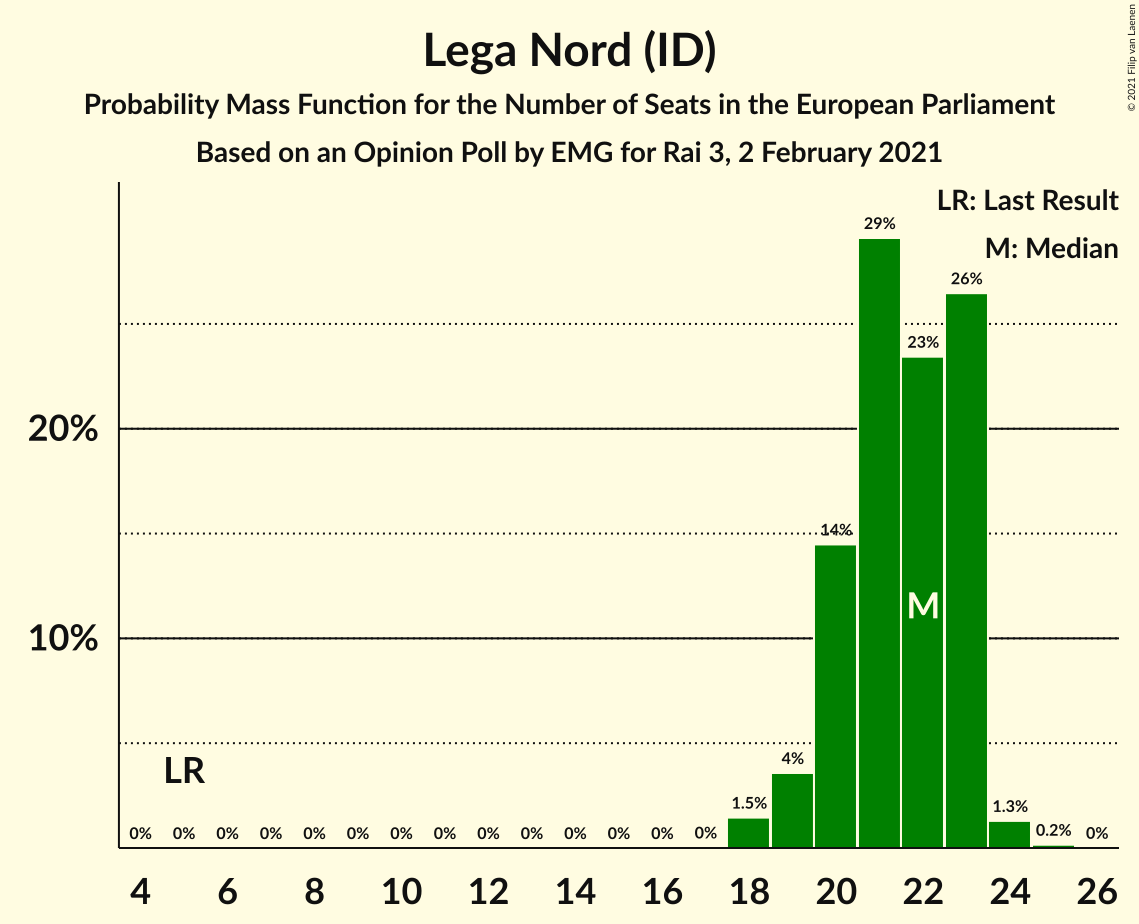 Lega Nord (ID)
Probability Mass Function for the Number of Seats in the European Parliament
Based on an Opinion Poll by EMG for Rai 3, 2 February 2021
© 2021 Filip van Laenen
LR: Last Result
M: Median
29%
26%
23%
20%
14%
M
10%
4%
LR
1.5%
1.3%
0.2%
0% 0% 0% 0% 0% 0% 0% 0% 0% 0% 0% 0% 0% 0% 0%
4 6 8 10 12 14 16 18 20 22 24 26